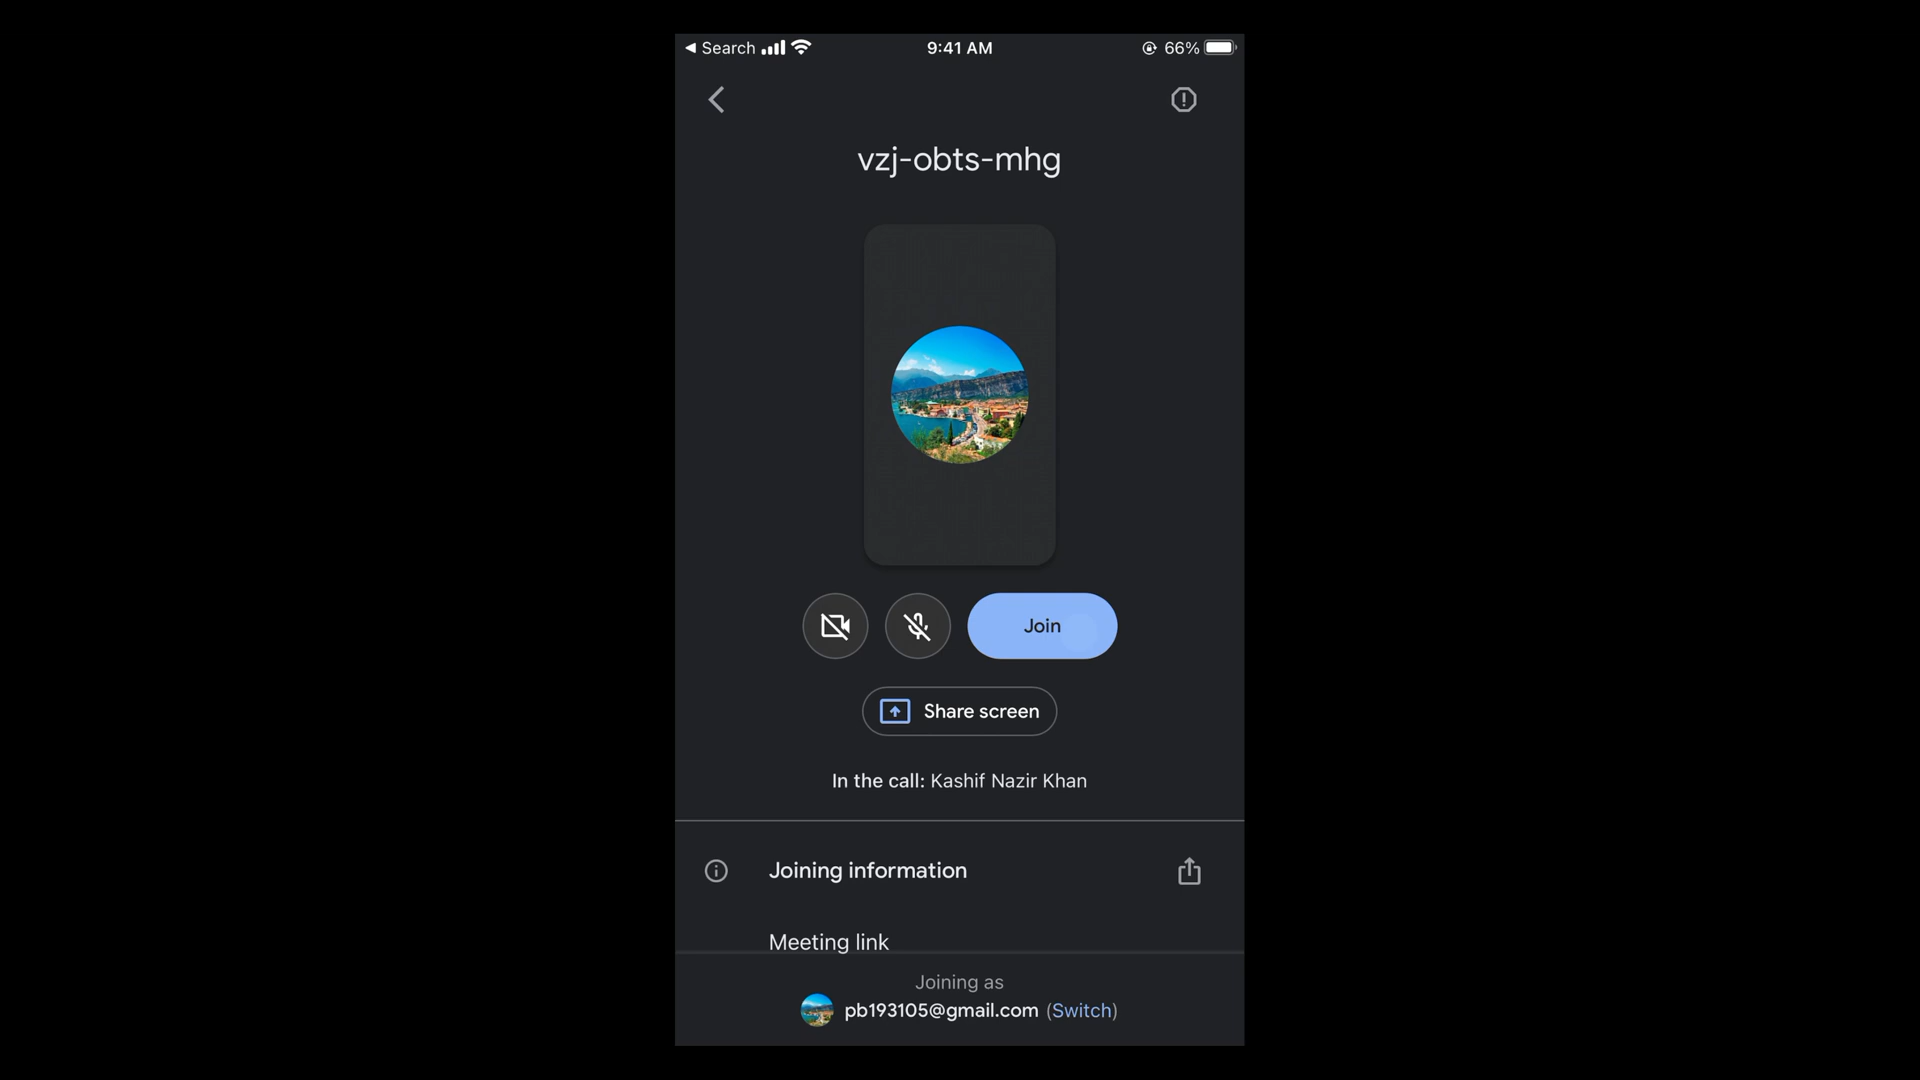 ◀ Search 9:41 AM 66%
vzj-obts-mhg
Join
Share screen
In the call: Kashif Nazir Khan
Joining information
Meeting link
Joining as
pb193105@gmail.com (Switch)